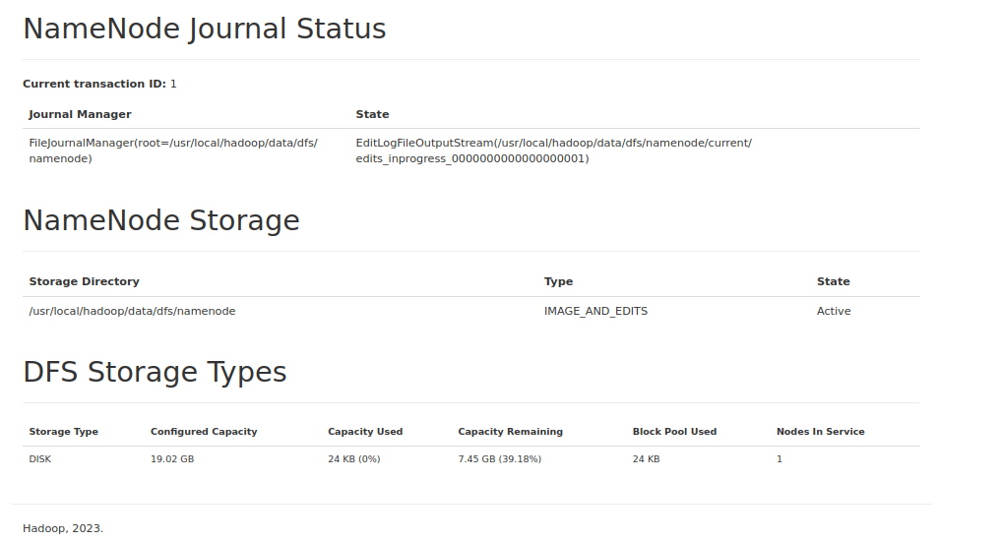 NameNode Journal Status
Current transaction ID: 1
Journal Manager State
FileJournalManager(root=/usr/local/hadoop/data/dfs/ EditLogFileOutputStream(/usr/local/hadoop/data/dfs/namenode/current/
namenode) edits_inprogress_0000000000000000001)
NameNode Storage
Storage Directory Type State
/usr/local/hadoop/data/dfs/namenode IMAGE_AND_EDITS Active
DFS Storage Types
Storage Type Configured Capacity Capacity Used Capacity Remaining Block Pool Used Nodes In Service
DISK 19.02 GB 24 KB (0%) 7.45 GB (39.18%) 24 KB 1
Hadoop, 2023.